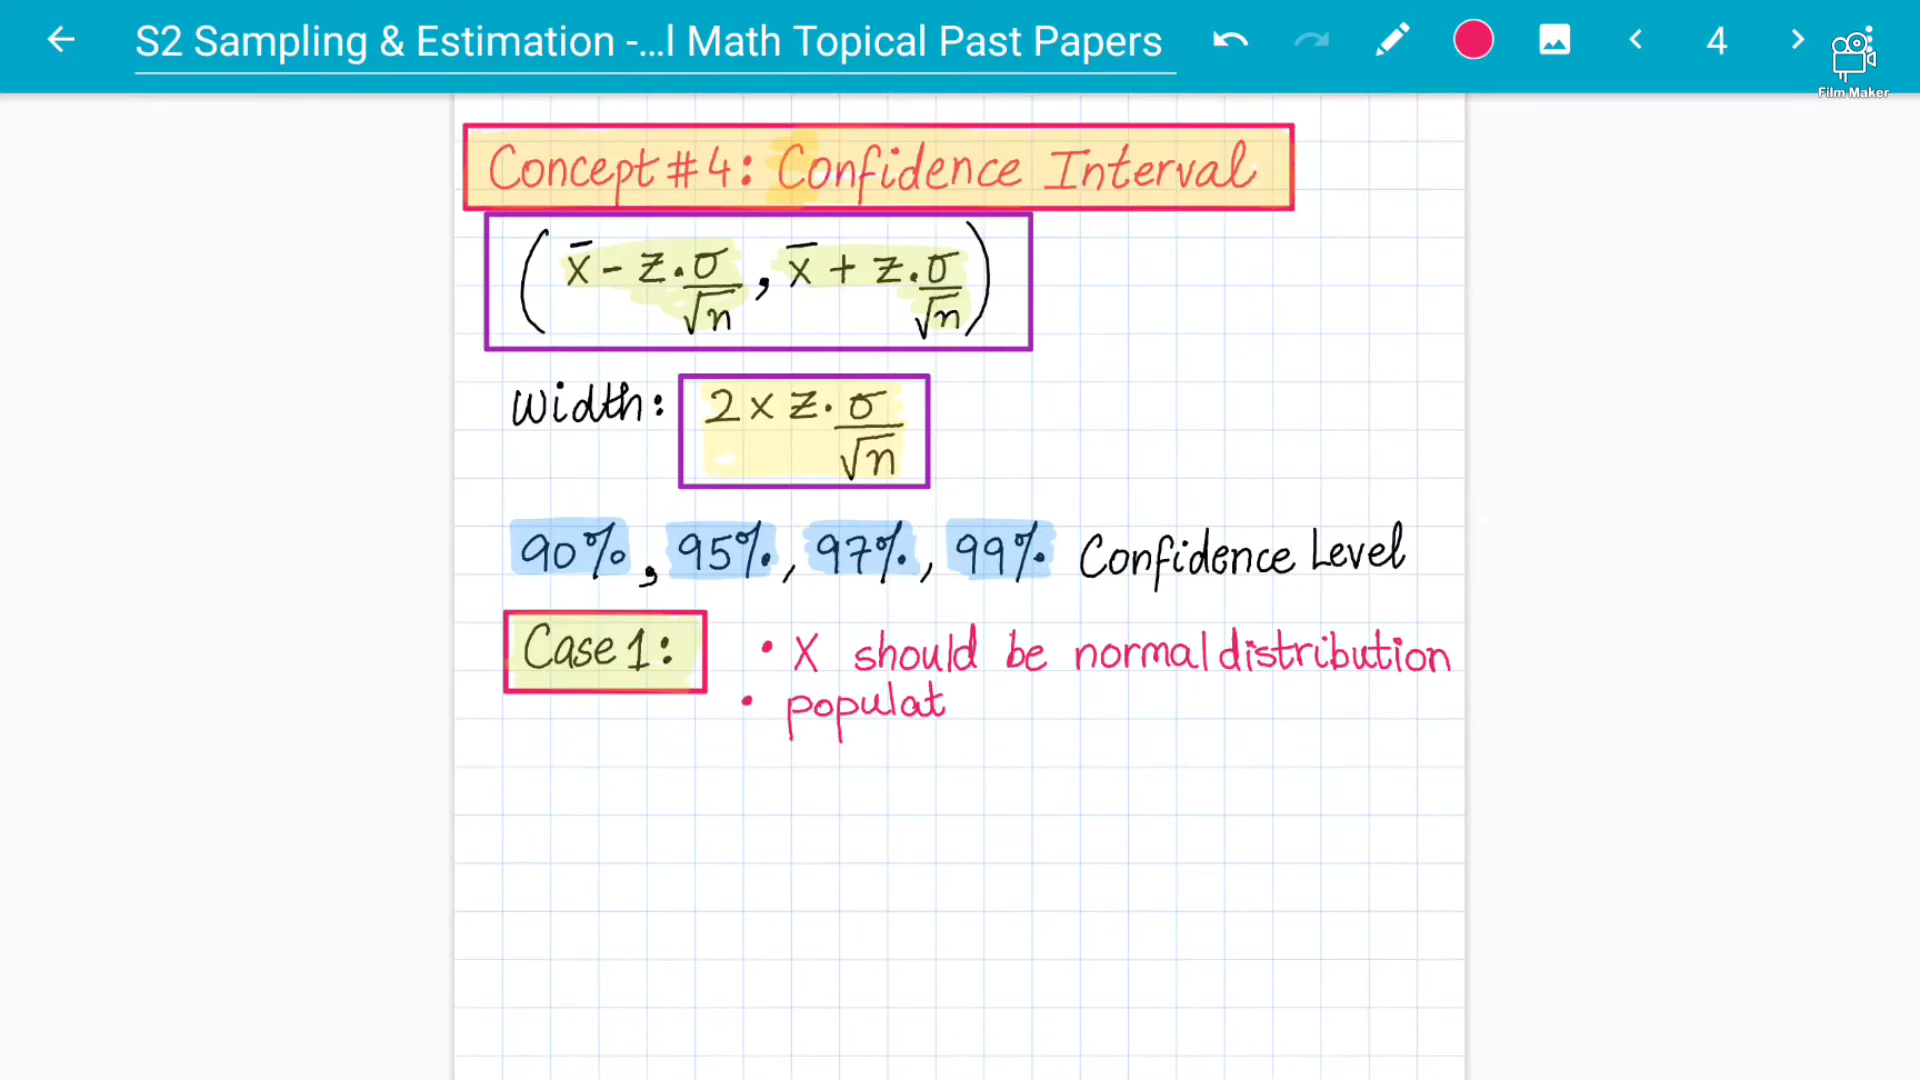 S2 Sampling & Estimation -...l Math Topical Past Papers
4
Film Maker
Concept #4: Confidence Interval
(x̄ - z.σ/√n, x̄ + z.σ/√n)
Width: 2 x z.σ/√n
90%, 95%, 97%, 99% Confidence Level
Case 1: • X should be normal distribution
• populat